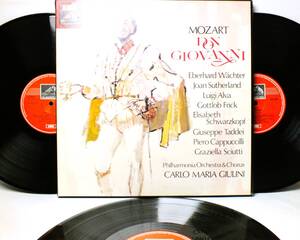 MOZART
DON
GIOVANNI
Eberhard Wächter
Joan Sutherland
Luigi Alva
Gottlob Frick
Elisabeth
Schwarzkopf
Giuseppe Taddei
Piero Cappuccilli
Graziella Sciutti
Philharmonia Orchestra & Chorus
CARLO MARIA GIULINI